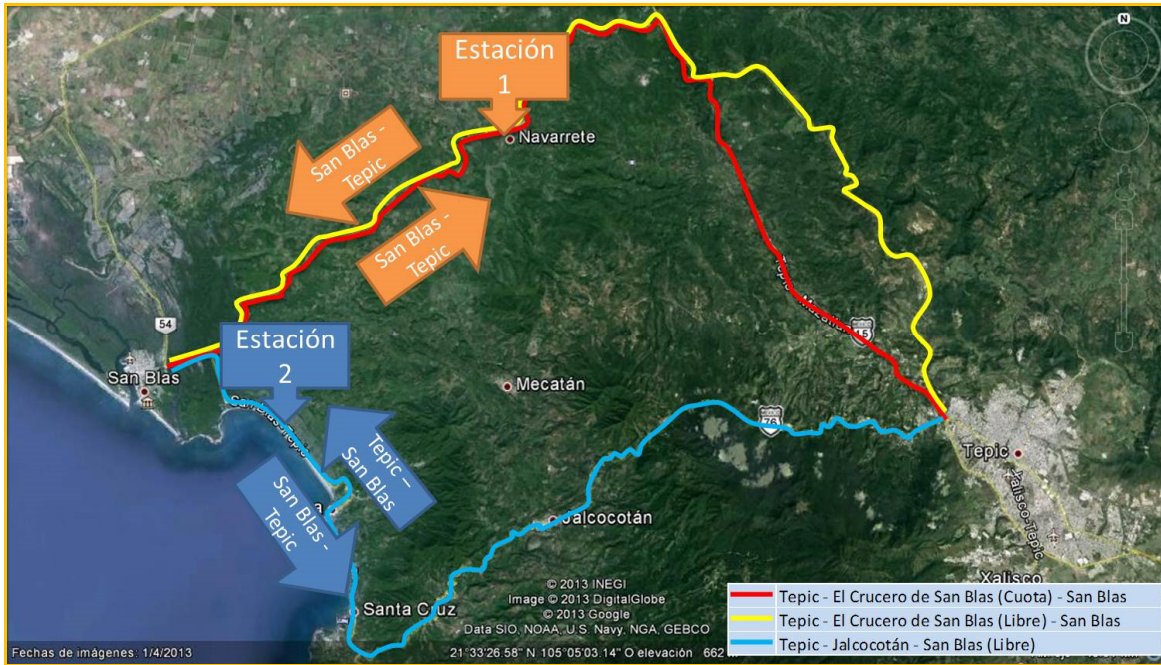 N
Estación
1
Navarrete
San Blas -
Tepic
San Blas -
Tepic
54
Estación
2
San Blas
Mecatán
15
76
Tepic
Tepic –
San Blas
San Blas -
Tepic
Jalcocotán
Xalisco-Tepic
Xalisco
Santa Cruz
© 2013 INEGI
Image © 2013 DigitalGlobe
© 2013 Google
Data SIO, NOAA, U.S. Navy, NGA, GEBCO
Tepic - El Crucero de San Blas (Cuota) - San Blas
Tepic - El Crucero de San Blas (Libre) - San Blas
Tepic - Jalcocotán - San Blas (Libre)
Fechas de imágenes: 1/4/2013
21°33'26.58" N 105°05'03.14" O elevación 662